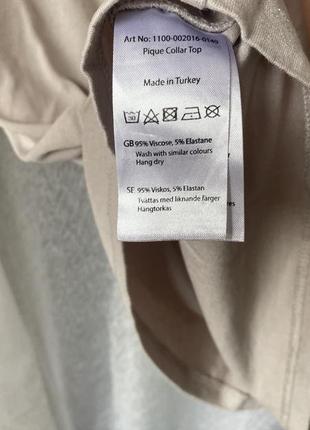 Art No: 1100-002016-0140
Pique Collar Top
Made in Turkey
30
GB 95% Viscose, 5% Elastane
Wash with similar colours
Hang dry
SE 95% Viskos, 5% Elastan
Tvättas med liknande färger
Hängtorkas